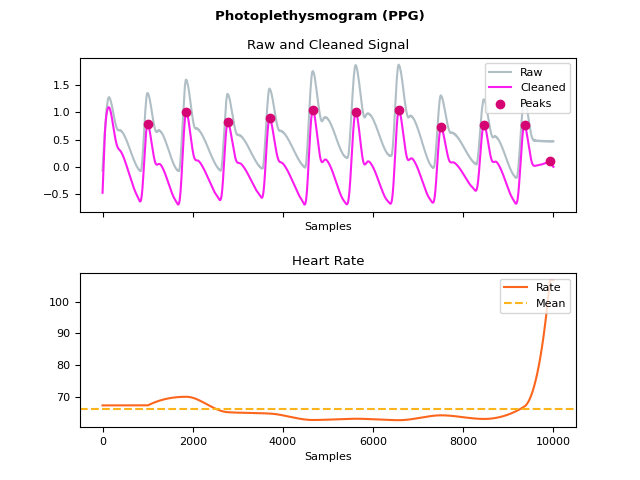 Photoplethysmogram (PPG)
Raw and Cleaned Signal
1.5
1.0
0.5
0.0
−0.5
Raw
Cleaned
Peaks
Samples
Heart Rate
100
90
80
70
Rate
Mean
0 2000 4000 6000 8000 10000
Samples